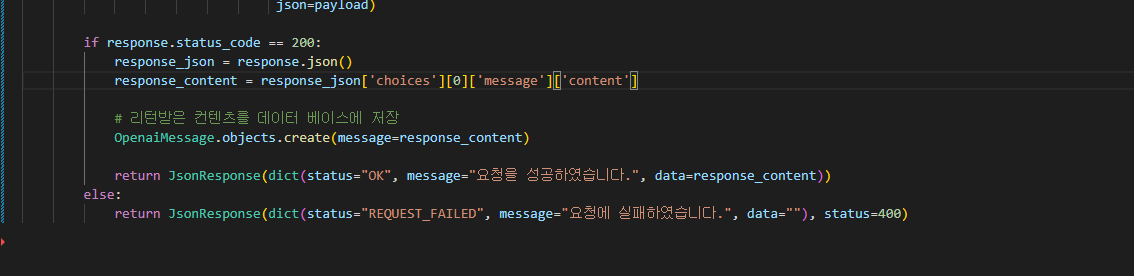 json=payload)
if response.status_code == 200:
response_json = response.json()
response_content = response_json['choices'][0]['message']['content']
# 리턴받은 컨텐츠를 데이터 베이스에 저장
OpenaiMessage.objects.create(message=response_content)
return JsonResponse(dict(status="OK", message="요청을 성공하였습니다.", data=response_content))
else:
return JsonResponse(dict(status="REQUEST_FAILED", message="요청에 실패하였습니다.", data=""), status=400)